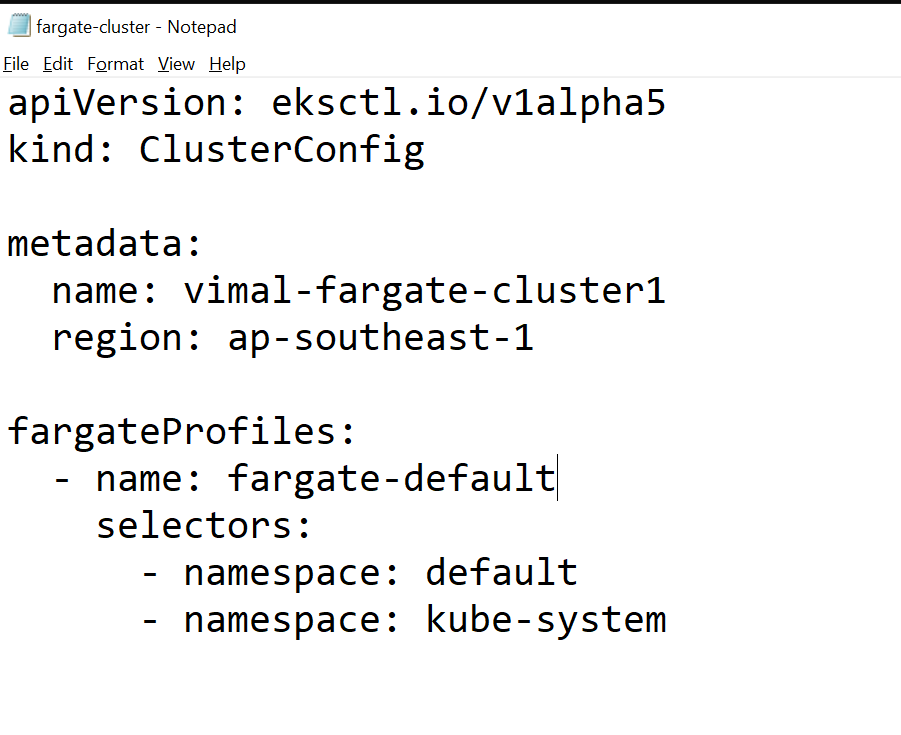 fargate-cluster - Notepad
File Edit Format View Help
apiVersion: eksctl.io/v1alpha5
kind: ClusterConfig
metadata:
  name: vimal-fargate-cluster1
  region: ap-southeast-1
fargateProfiles:
  - name: fargate-default
    selectors:
      - namespace: default
      - namespace: kube-system